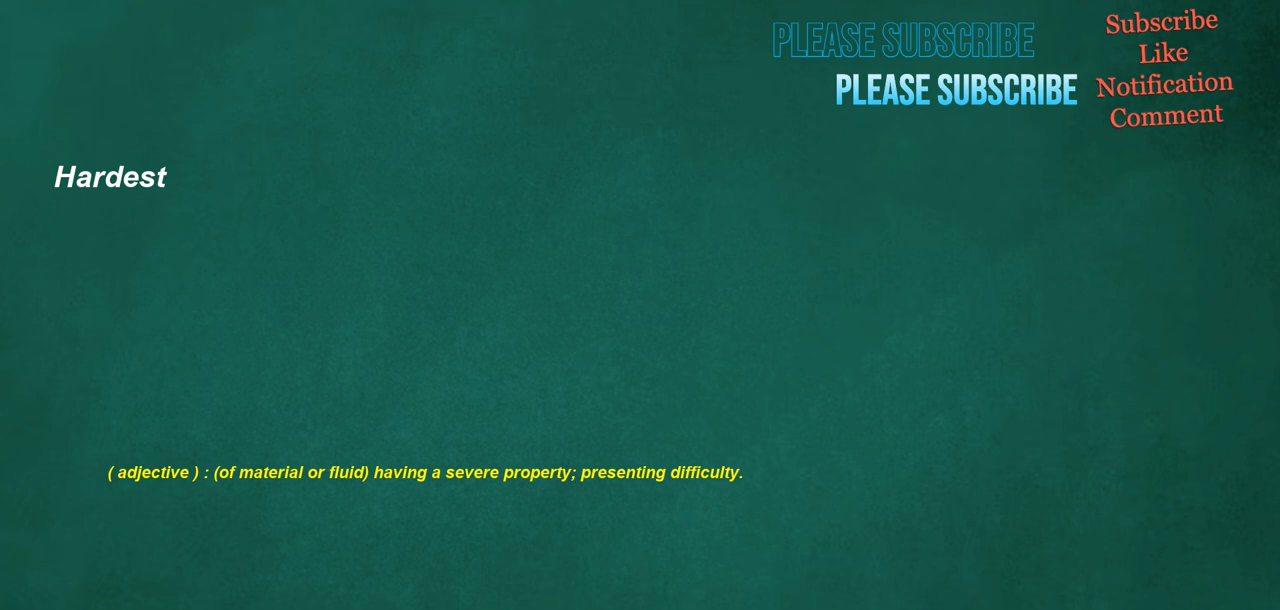 PLEASE SUBSCRIBE
PLEASE SUBSCRIBE
Subscribe
Like
Notification
Comment
Hardest
( adjective ) : (of material or fluid) having a severe property; presenting difficulty.